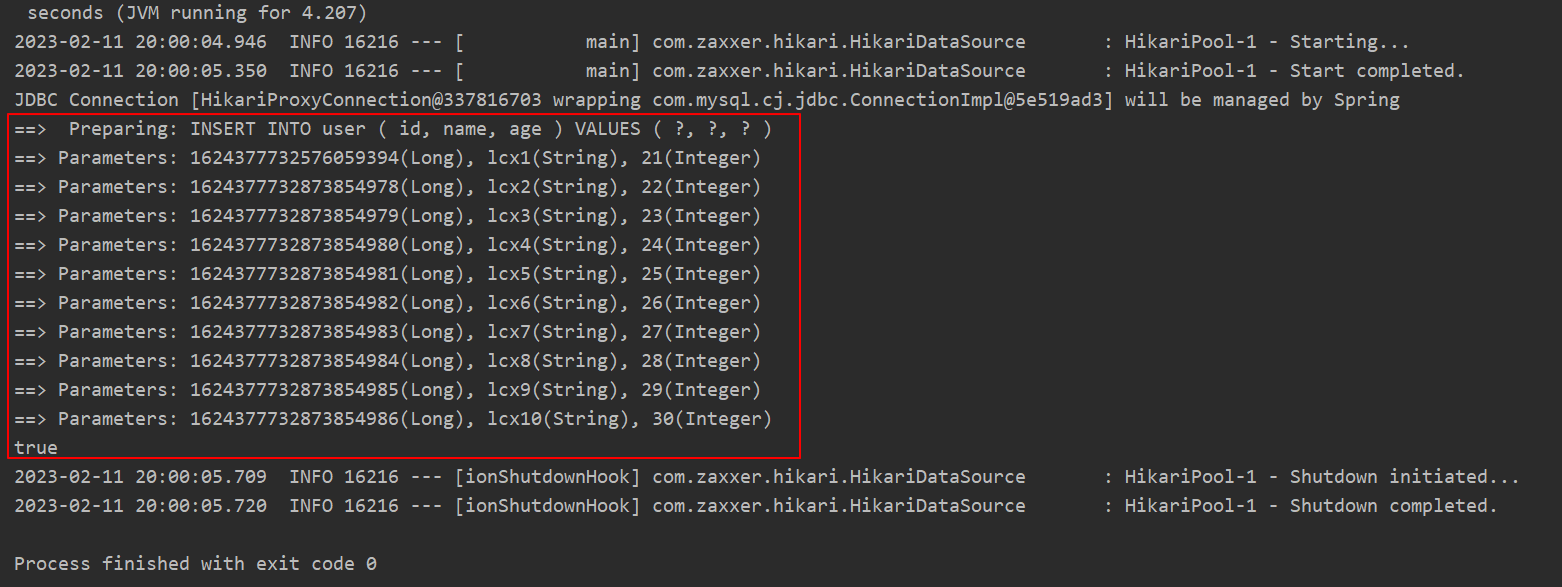 seconds (JVM running for 4.207)
2023-02-11 20:00:04.946  INFO 16216 --- [           main] com.zaxxer.hikari.HikariDataSource       : HikariPool-1 - Starting...
2023-02-11 20:00:05.350  INFO 16216 --- [           main] com.zaxxer.hikari.HikariDataSource       : HikariPool-1 - Start completed.
JDBC Connection [HikariProxyConnection@337816703 wrapping com.mysql.cj.jdbc.ConnectionImpl@5e519ad3] will be managed by Spring
==>  Preparing: INSERT INTO user ( id, name, age ) VALUES ( ?, ?, ? )
==> Parameters: 1624377732576059394(Long), lcx1(String), 21(Integer)
==> Parameters: 1624377732873854978(Long), lcx2(String), 22(Integer)
==> Parameters: 1624377732873854979(Long), lcx3(String), 23(Integer)
==> Parameters: 1624377732873854980(Long), lcx4(String), 24(Integer)
==> Parameters: 1624377732873854981(Long), lcx5(String), 25(Integer)
==> Parameters: 1624377732873854982(Long), lcx6(String), 26(Integer)
==> Parameters: 1624377732873854983(Long), lcx7(String), 27(Integer)
==> Parameters: 1624377732873854984(Long), lcx8(String), 28(Integer)
==> Parameters: 1624377732873854985(Long), lcx9(String), 29(Integer)
==> Parameters: 1624377732873854986(Long), lcx10(String), 30(Integer)
true
2023-02-11 20:00:05.709  INFO 16216 --- [ionShutdownHook] com.zaxxer.hikari.HikariDataSource       : HikariPool-1 - Shutdown initiated...
2023-02-11 20:00:05.720  INFO 16216 --- [ionShutdownHook] com.zaxxer.hikari.HikariDataSource       : HikariPool-1 - Shutdown completed.
Process finished with exit code 0